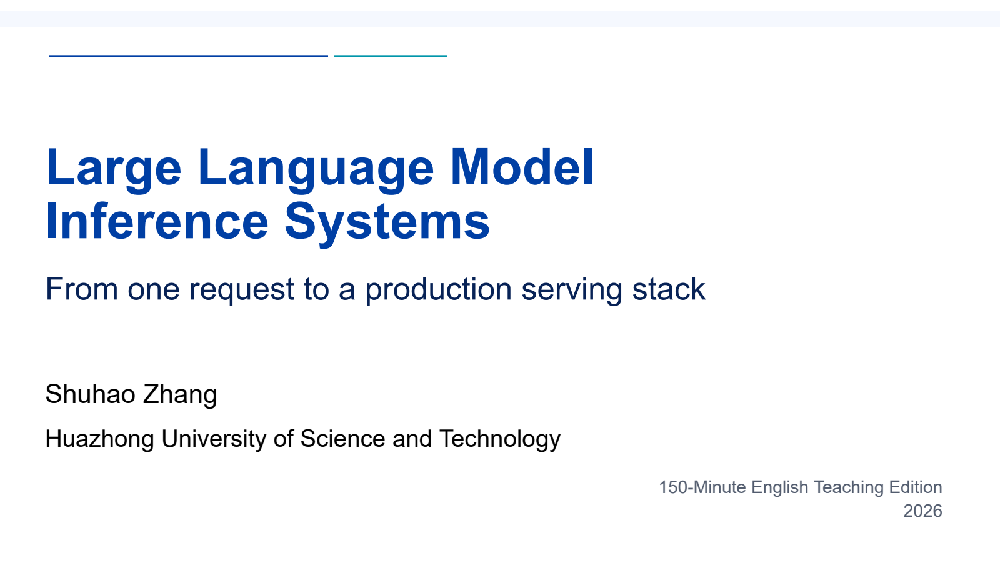 Large Language Model
Inference Systems
From one request to a production serving stack
Shuhao Zhang
Huazhong University of Science and Technology
150-Minute English Teaching Edition
2026